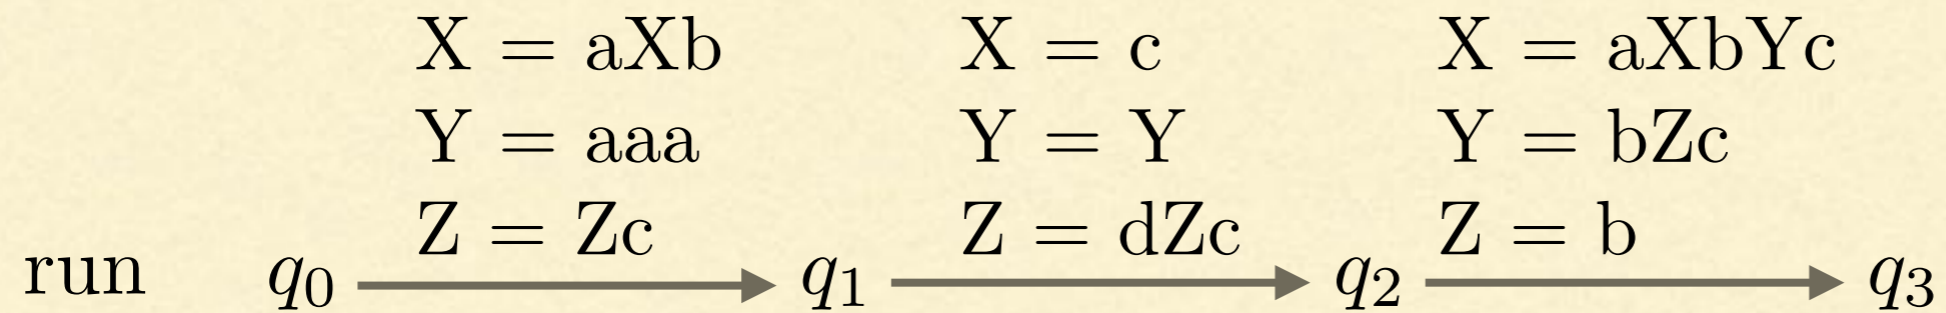 X = aXb X = c X = aXbYc
Y = aaa Y = Y Y = bZc
Z = Zc Z = dZc Z = b
run q₀ q₁ q₂ q₃